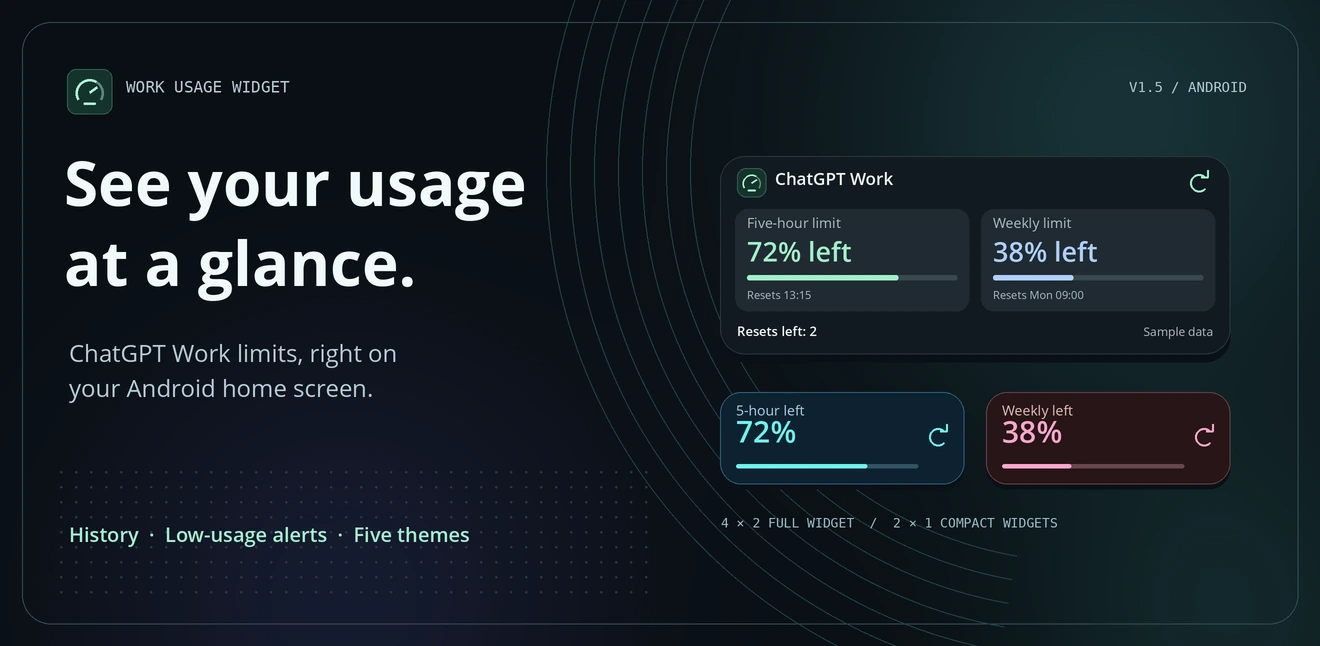 WORK USAGE WIDGET
V1.5 / ANDROID
See your usage
at a glance.
ChatGPT Work limits, right on
your Android home screen.
History · Low-usage alerts · Five themes
ChatGPT Work
Five-hour limit
72% left
Resets 13:15
Weekly limit
38% left
Resets Mon 09:00
Resets left: 2
Sample data
5-hour left
72%
Weekly left
38%
4 × 2 FULL WIDGET / 2 × 1 COMPACT WIDGETS